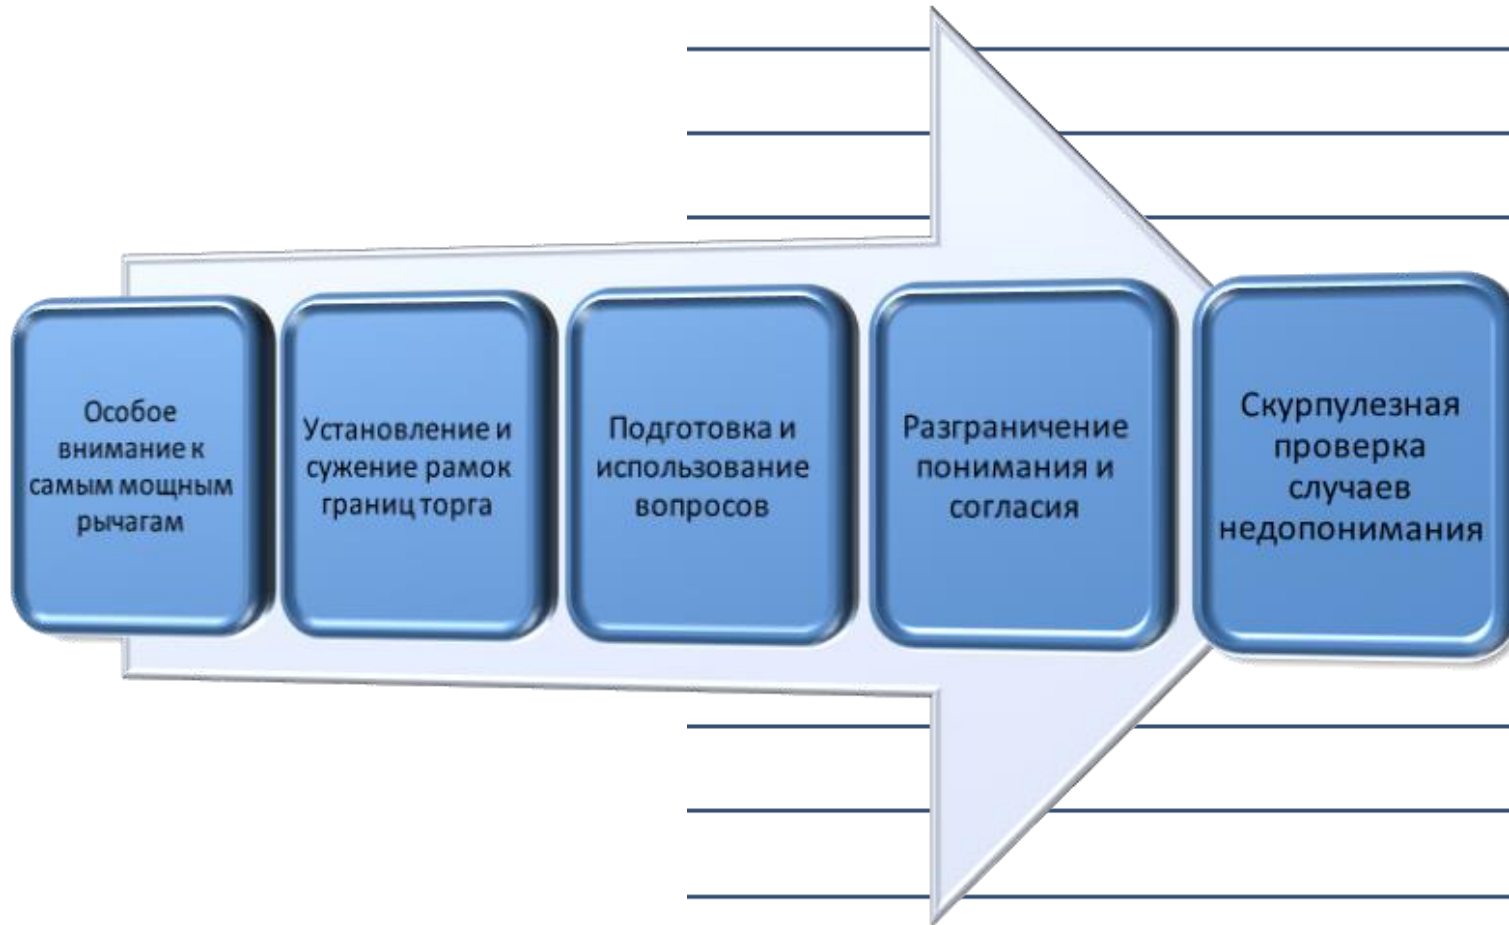 Особое
внимание к
самым мощным
рычагам
Установление и
сужение рамок
границ торга
Подготовка и
использование
вопросов
Разграничение
понимания и
согласия
Скурпулезная
проверка
случаев
недопонимания